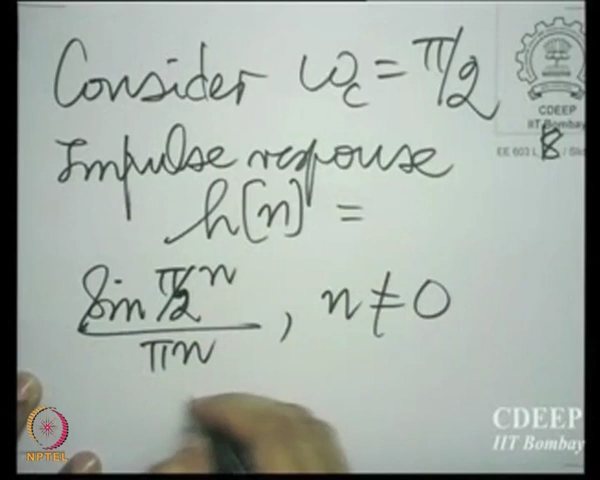 Consider ωc = π/2
CDEEP
IIT Bombay
EE 603 L 8 / Sli
Impulse response
h[n] =
sin π/2 n
πn
, n ≠ 0
CDEEP
IIT Bombay
NPTEL